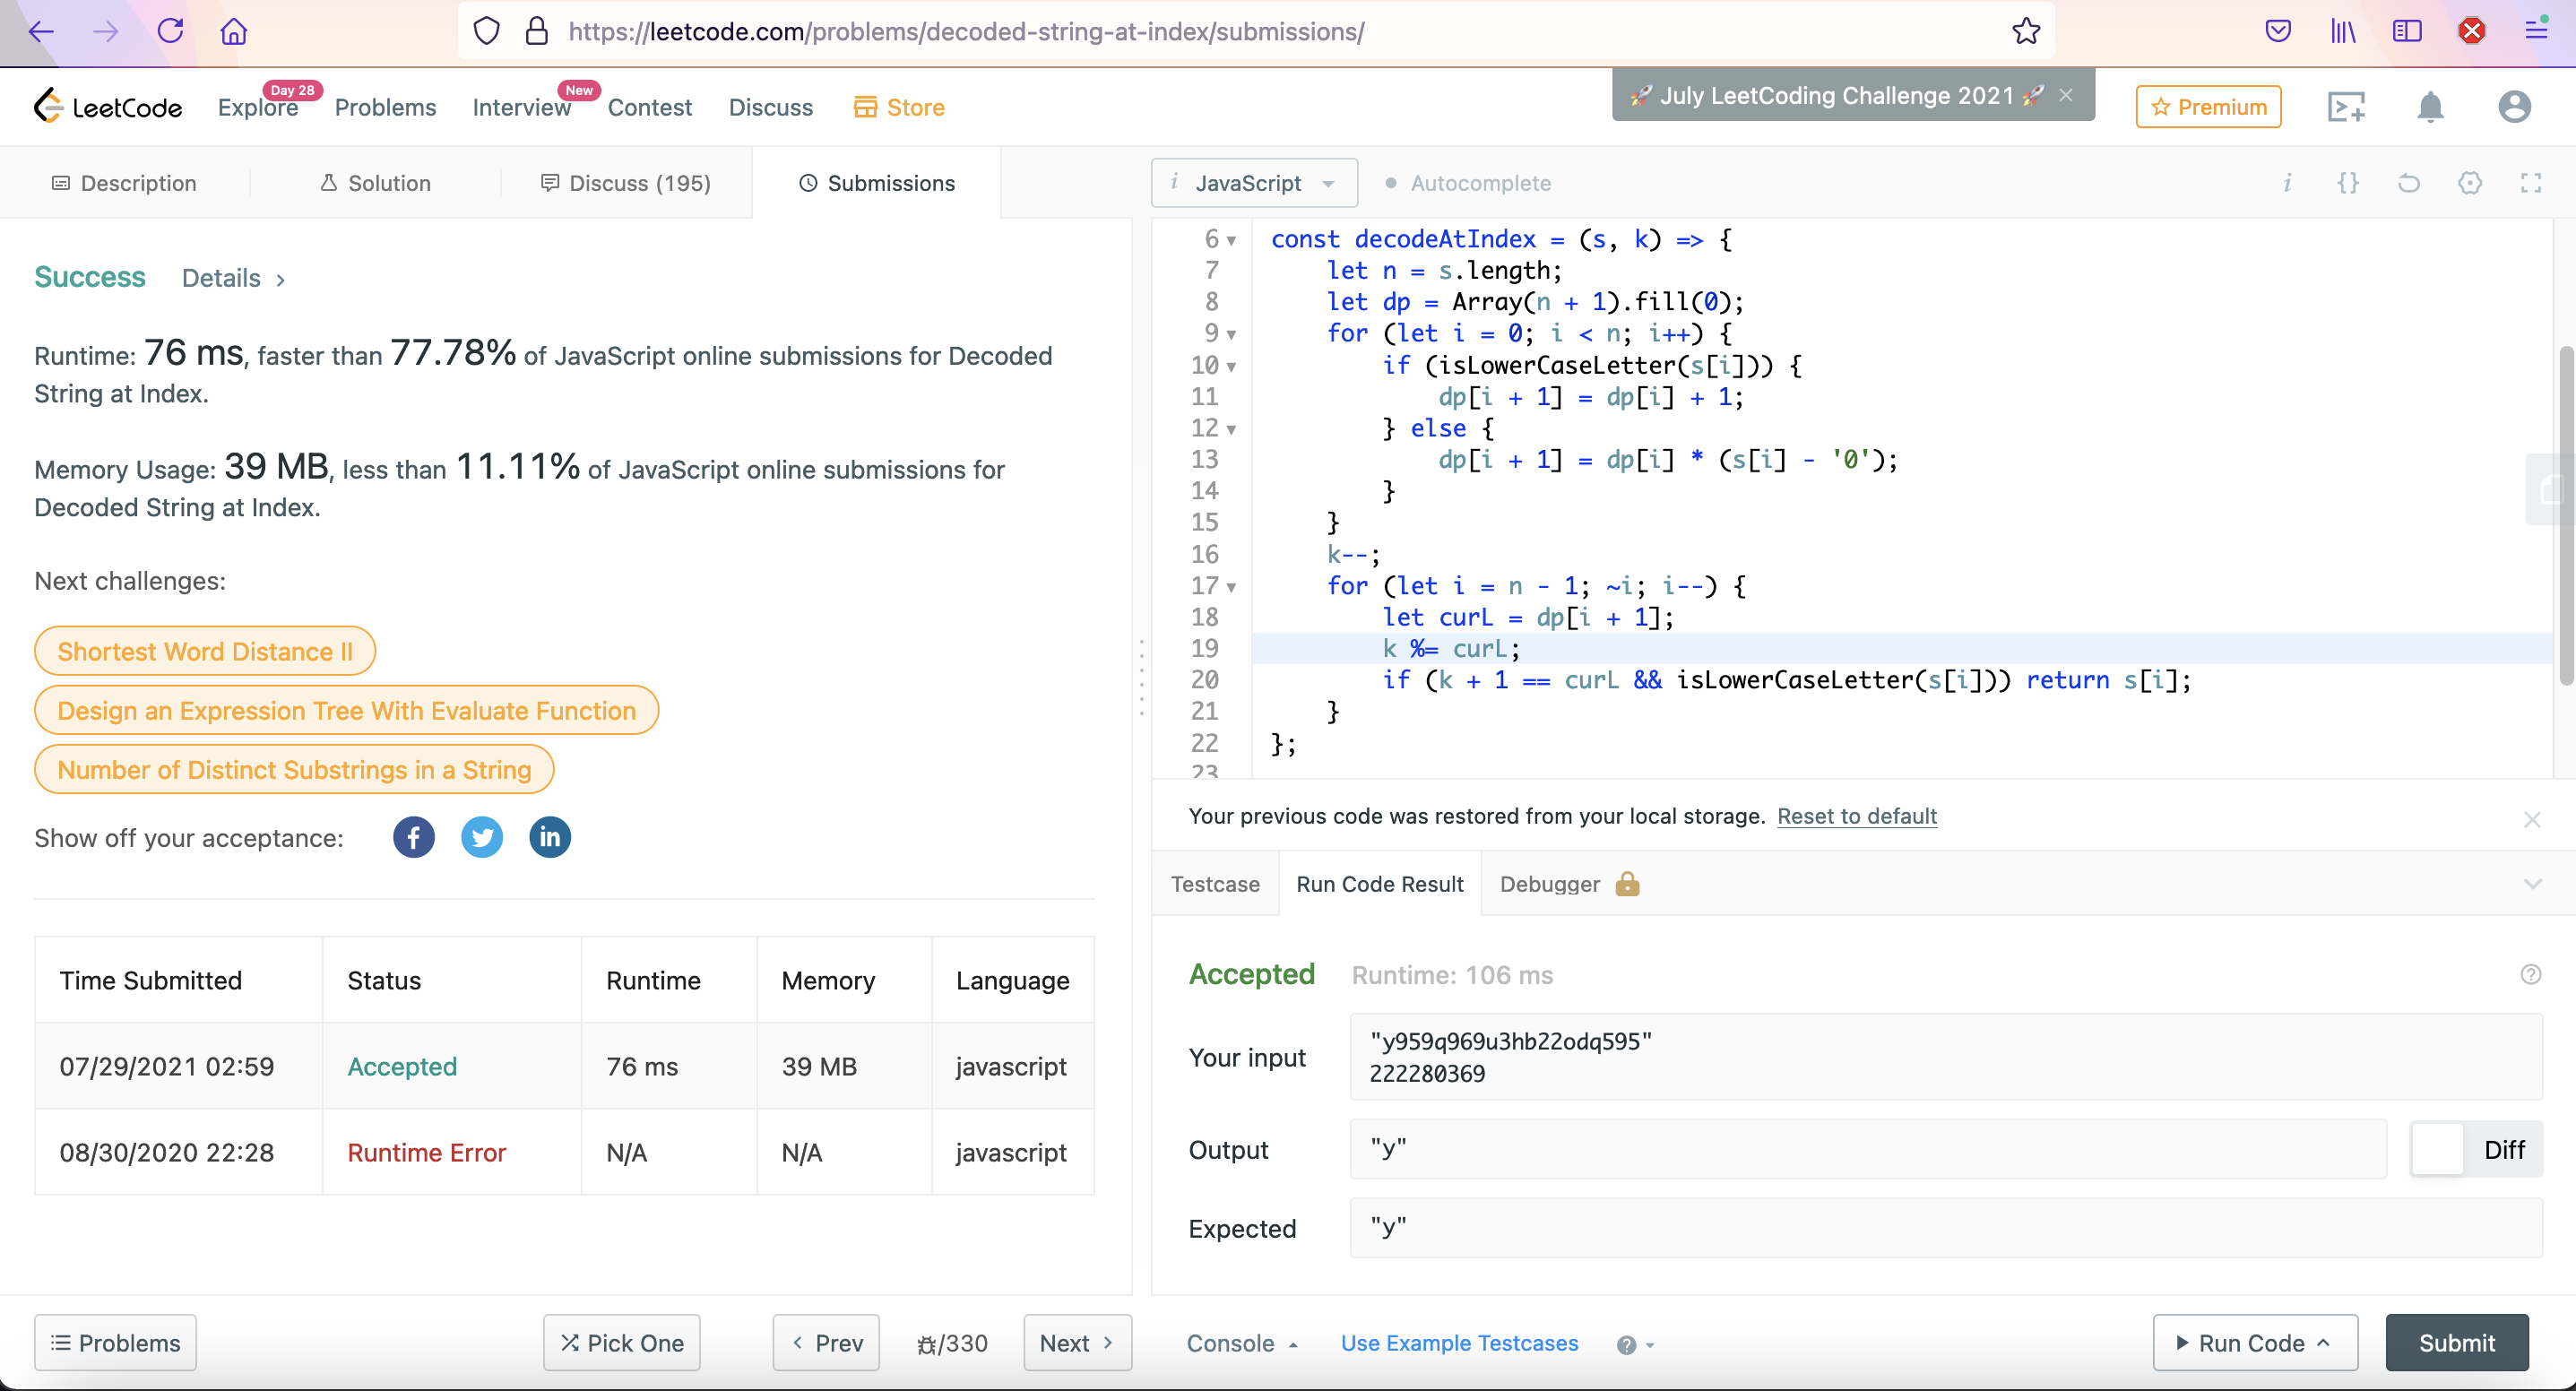 https://leetcode.com/problems/decoded-string-at-index/submissions/
LeetCode
Explore
Day 28
Problems
Interview
New
Contest
Discuss
Store
🚀 July LeetCoding Challenge 2021 🚀
Premium
Description
Solution
Discuss (195)
Submissions
i JavaScript
Autocomplete
Success Details
Runtime: 76 ms, faster than 77.78% of JavaScript online submissions for Decoded
String at Index.
Memory Usage: 39 MB, less than 11.11% of JavaScript online submissions for
Decoded String at Index.
Next challenges:
Shortest Word Distance II
Design an Expression Tree With Evaluate Function
Number of Distinct Substrings in a String
Show off your acceptance:
Time Submitted Status Runtime Memory Language
07/29/2021 02:59 Accepted 76 ms 39 MB javascript
08/30/2020 22:28 Runtime Error N/A N/A javascript
Problems
Pick One
Prev
/330
Next
6 const decodeAtIndex = (s, k) => {
7 let n = s.length;
8 let dp = Array(n + 1).fill(0);
9 for (let i = 0; i < n; i++) {
10 if (isLowerCaseLetter(s[i])) {
11 dp[i + 1] = dp[i] + 1;
12 } else {
13 dp[i + 1] = dp[i] * (s[i] - '0');
14 }
15 }
16 k--;
17 for (let i = n - 1; ~i; i--) {
18 let curL = dp[i + 1];
19 k %= curL;
20 if (k + 1 == curL && isLowerCaseLetter(s[i])) return s[i];
21 }
22 };
23
Your previous code was restored from your local storage. Reset to default
Testcase
Run Code Result
Debugger
Accepted Runtime: 106 ms
Your input
"y959q969u3hb22odq595"
222280369
Output
"y"
Diff
Expected
"y"
Console
Use Example Testcases
Run Code
Submit